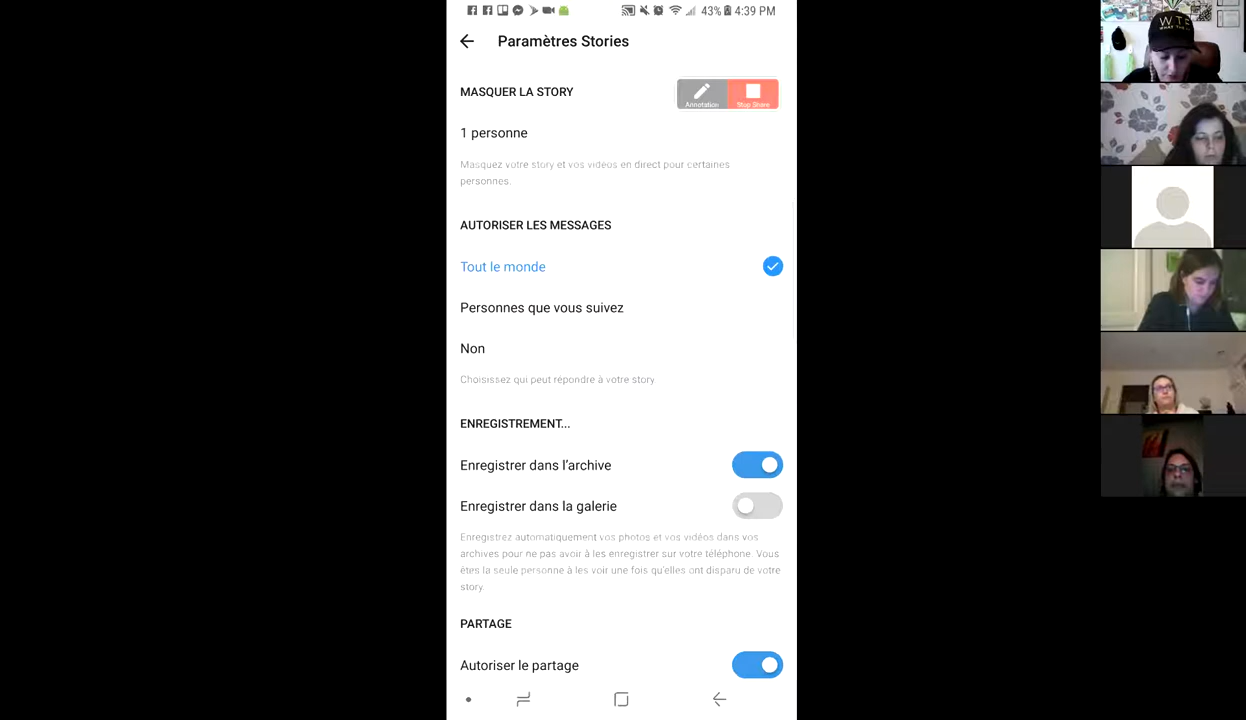 43% 4:39 PM
Paramètres Stories
MASQUER LA STORY
Annotation
Stop Share
1 personne
Masquez votre story et vos vidéos en direct pour certaines
personnes.
AUTORISER LES MESSAGES
Tout le monde
Personnes que vous suivez
Non
Choisissez qui peut répondre à votre story
ENREGISTREMENT...
Enregistrer dans l'archive
Enregistrer dans la galerie
Enregistrez automatiquement vos photos et vos vidéos dans vos
archives pour ne pas avoir à les enregistrer sur votre téléphone. Vous
êtes la seule personne à les voir une fois qu'elles ont disparu de votre
story.
PARTAGE
Autoriser le partage
WTF
WHAT THE